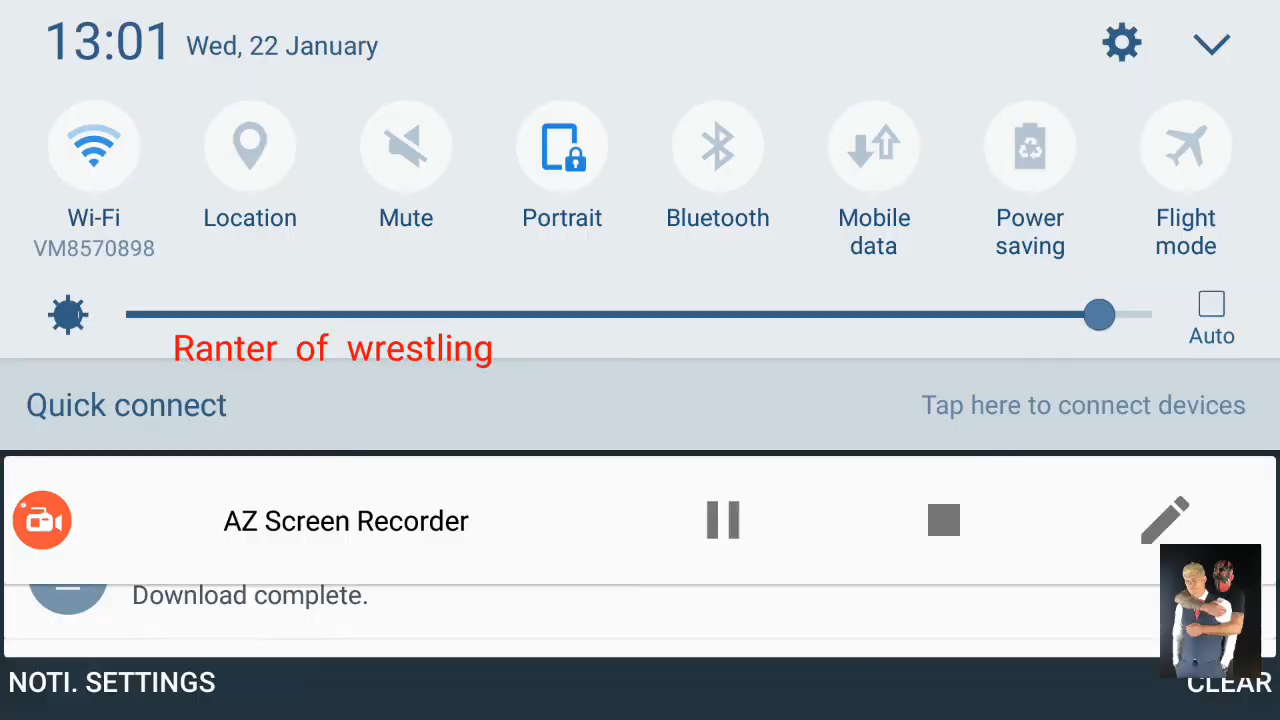 13:01 Wed, 22 January
Wi-Fi Location Mute Portrait Bluetooth Mobile data Power saving Flight mode
VM8570898
Auto
Ranter of wrestling
Quick connect Tap here to connect devices
AZ Screen Recorder
Download complete.
NOTI. SETTINGS CLEAR